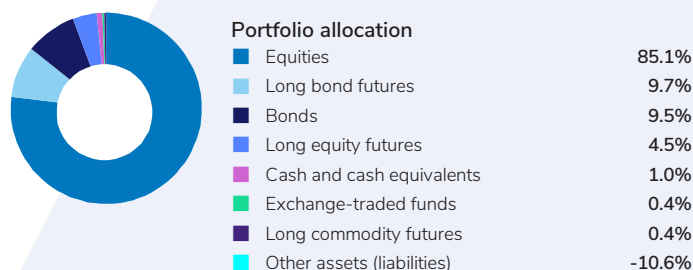 Portfolio allocation
Equities 85.1%
Long bond futures 9.7%
Bonds 9.5%
Long equity futures 4.5%
Cash and cash equivalents 1.0%
Exchange-traded funds 0.4%
Long commodity futures 0.4%
Other assets (liabilities) -10.6%